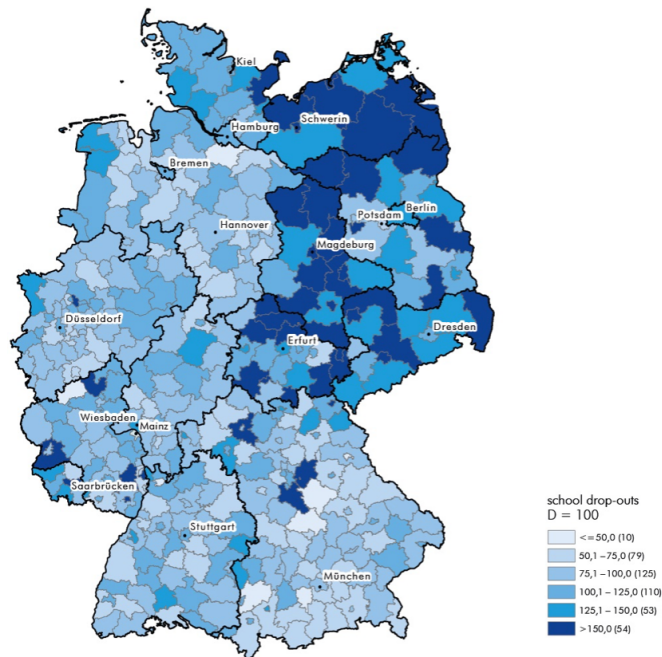 Kiel
Schwerin
Hamburg
Bremen
Berlin
Potsdam
Hannover
Magdeburg
Düsseldorf
Dresden
Erfurt
Wiesbaden
Mainz
Saarbrücken
Stuttgart
München
school drop-outs
D = 100
<= 50,0 (10)
50,1 – 75,0 (79)
75,1 – 100,0 (125)
100,1 – 125,0 (110)
125,1 – 150,0 (53)
>150,0 (54)